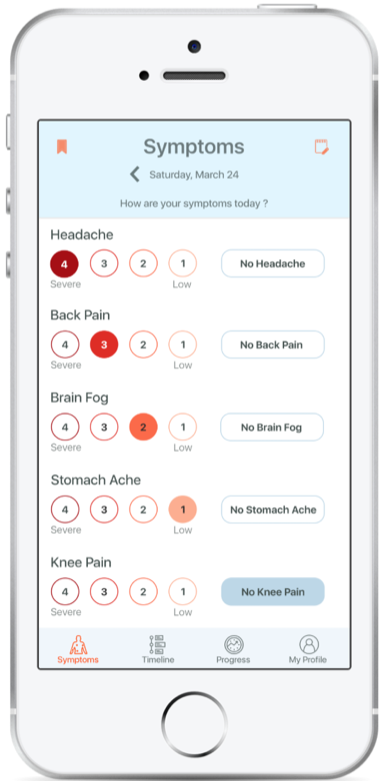 Symptoms
Saturday, March 24
How are your symptoms today ?
Headache
4 3 2 1 No Headache
Severe Low
Back Pain
4 3 2 1 No Back Pain
Severe Low
Brain Fog
4 3 2 1 No Brain Fog
Severe Low
Stomach Ache
4 3 2 1 No Stomach Ache
Severe Low
Knee Pain
4 3 2 1 No Knee Pain
Severe Low
Symptoms Timeline Progress My Profile